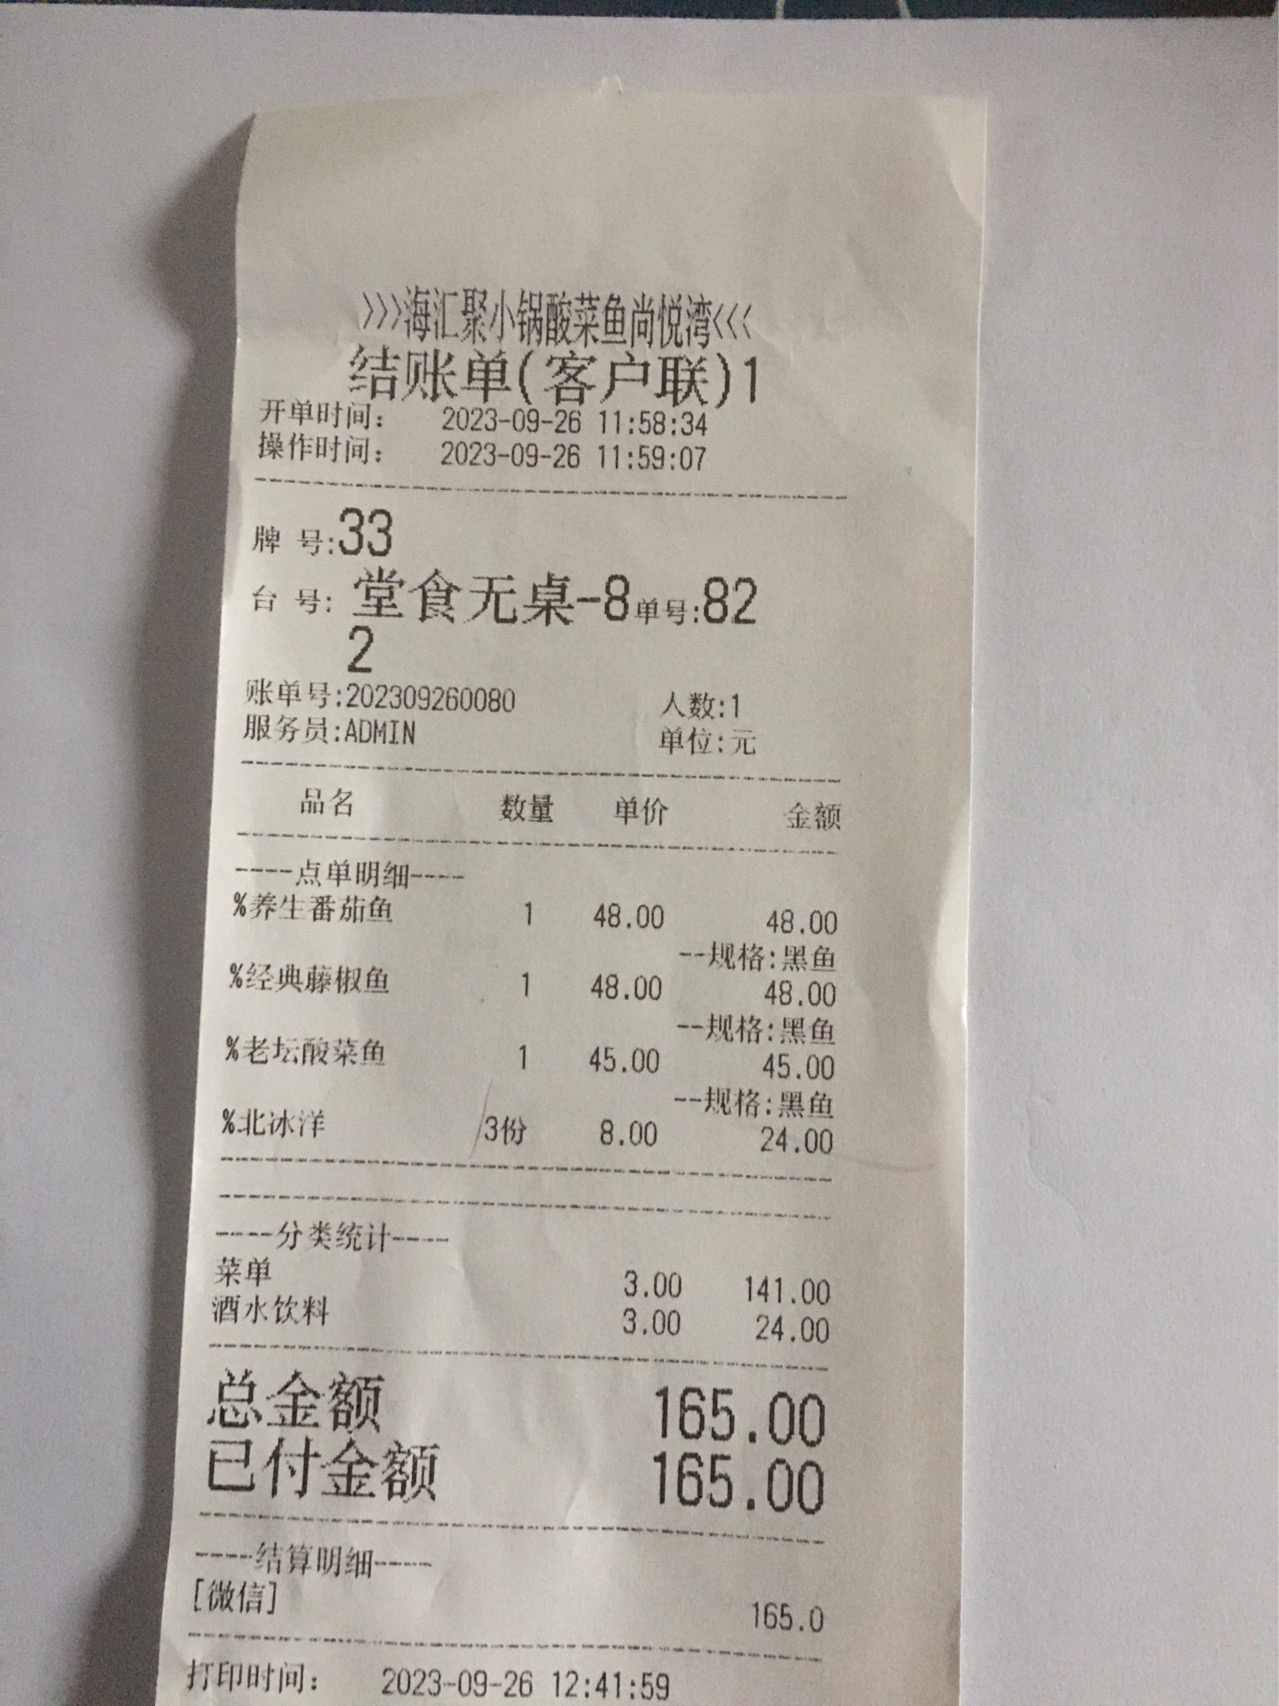 >>>海汇聚小锅酸菜鱼尚悦湾<<<
结账单(客户联)1
开单时间： 2023-09-26 11:58:34
操作时间： 2023-09-26 11:59:07
牌 号:33
台 号: 堂食无桌-8单号:82
2
账单号:202309260080 人数:1
服务员:ADMIN 单位:元
品名 数量 单价 金额
----点单明细----
%养生番茄鱼 1 48.00 48.00
--规格:黑鱼
%经典藤椒鱼 1 48.00 48.00
--规格:黑鱼
%老坛酸菜鱼 1 45.00 45.00
--规格:黑鱼
%北冰洋 3份 8.00 24.00
----分类统计----
菜单 3.00 141.00
酒水饮料 3.00 24.00
总金额 165.00
已付金额 165.00
----结算明细----
[微信] 165.0
打印时间： 2023-09-26 12:41:59